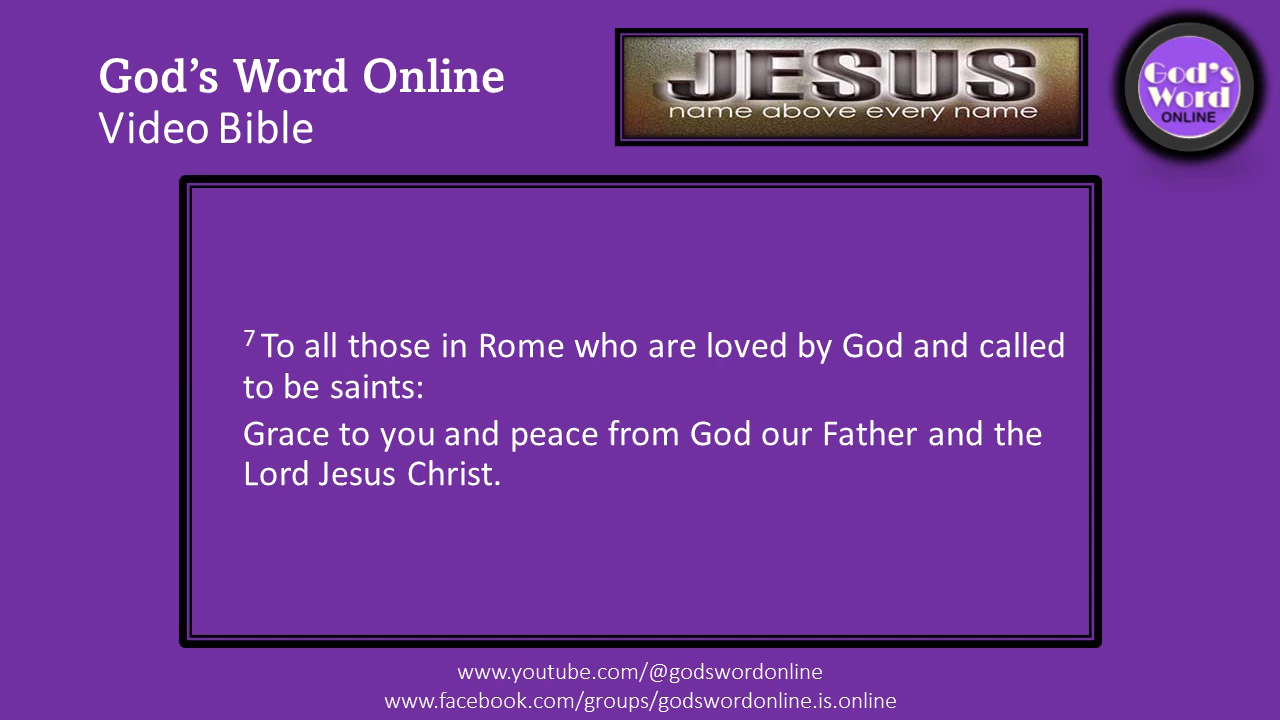 God's Word Online
Video Bible
JESUS
name above every name
God's
Word
ONLINE
7 To all those in Rome who are loved by God and called
to be saints:
Grace to you and peace from God our Father and the
Lord Jesus Christ.
www.youtube.com/@godswordonline
www.facebook.com/groups/godswordonline.is.online